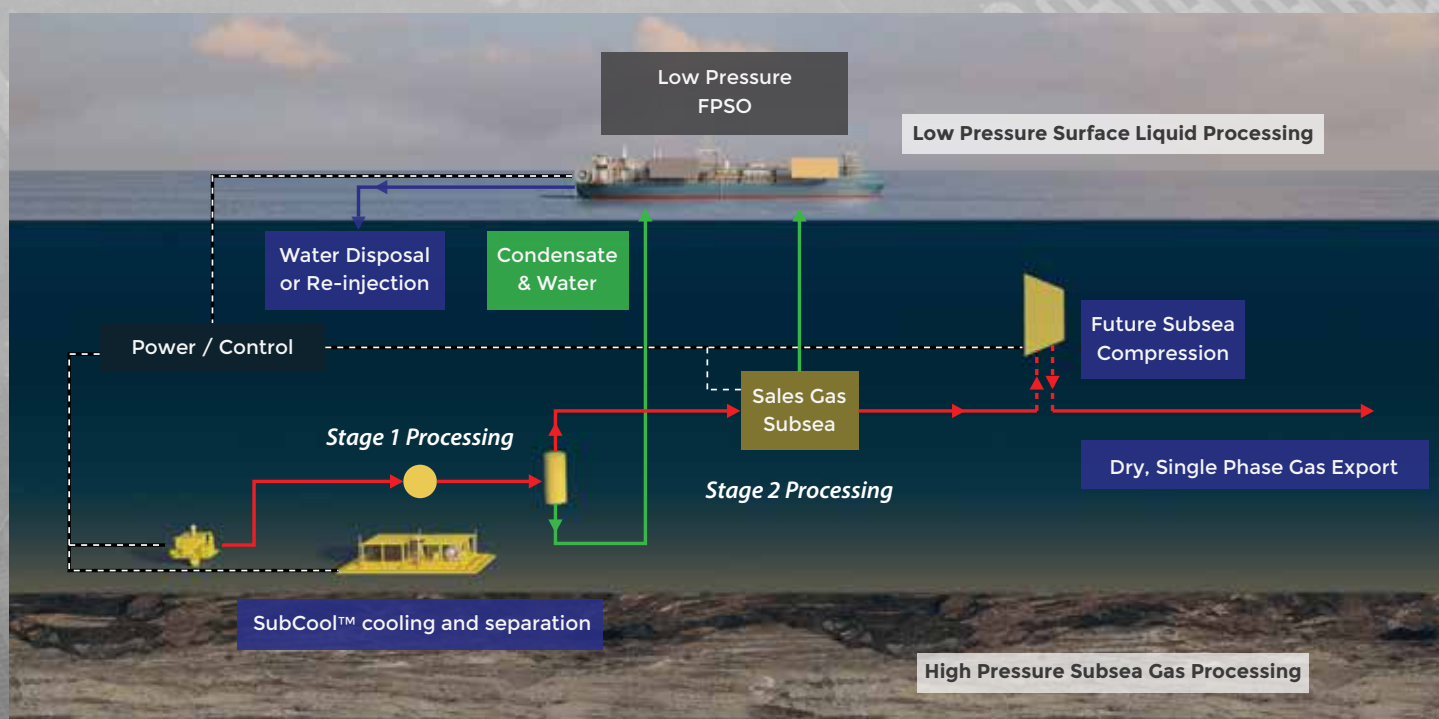 Low Pressure
FPSO
Low Pressure Surface Liquid Processing
Water Disposal
or Re-injection
Condensate
& Water
Power / Control
Future Subsea
Compression
Sales Gas
Subsea
Stage 1 Processing
Stage 2 Processing
Dry, Single Phase Gas Export
SubCool™ cooling and separation
High Pressure Subsea Gas Processing